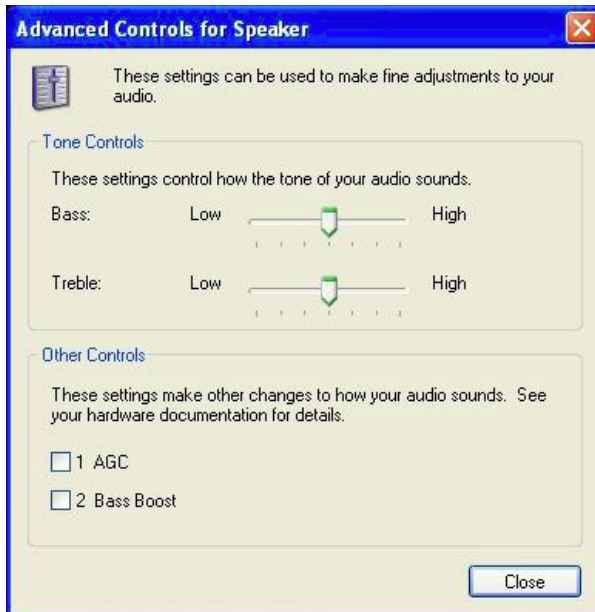 Advanced Controls for Speaker
These settings can be used to make fine adjustments to your
audio.
Tone Controls
These settings control how the tone of your audio sounds.
Bass: Low High
Treble: Low High
Other Controls
These settings make other changes to how your audio sounds. See
your hardware documentation for details.
1 AGC
2 Bass Boost
Close